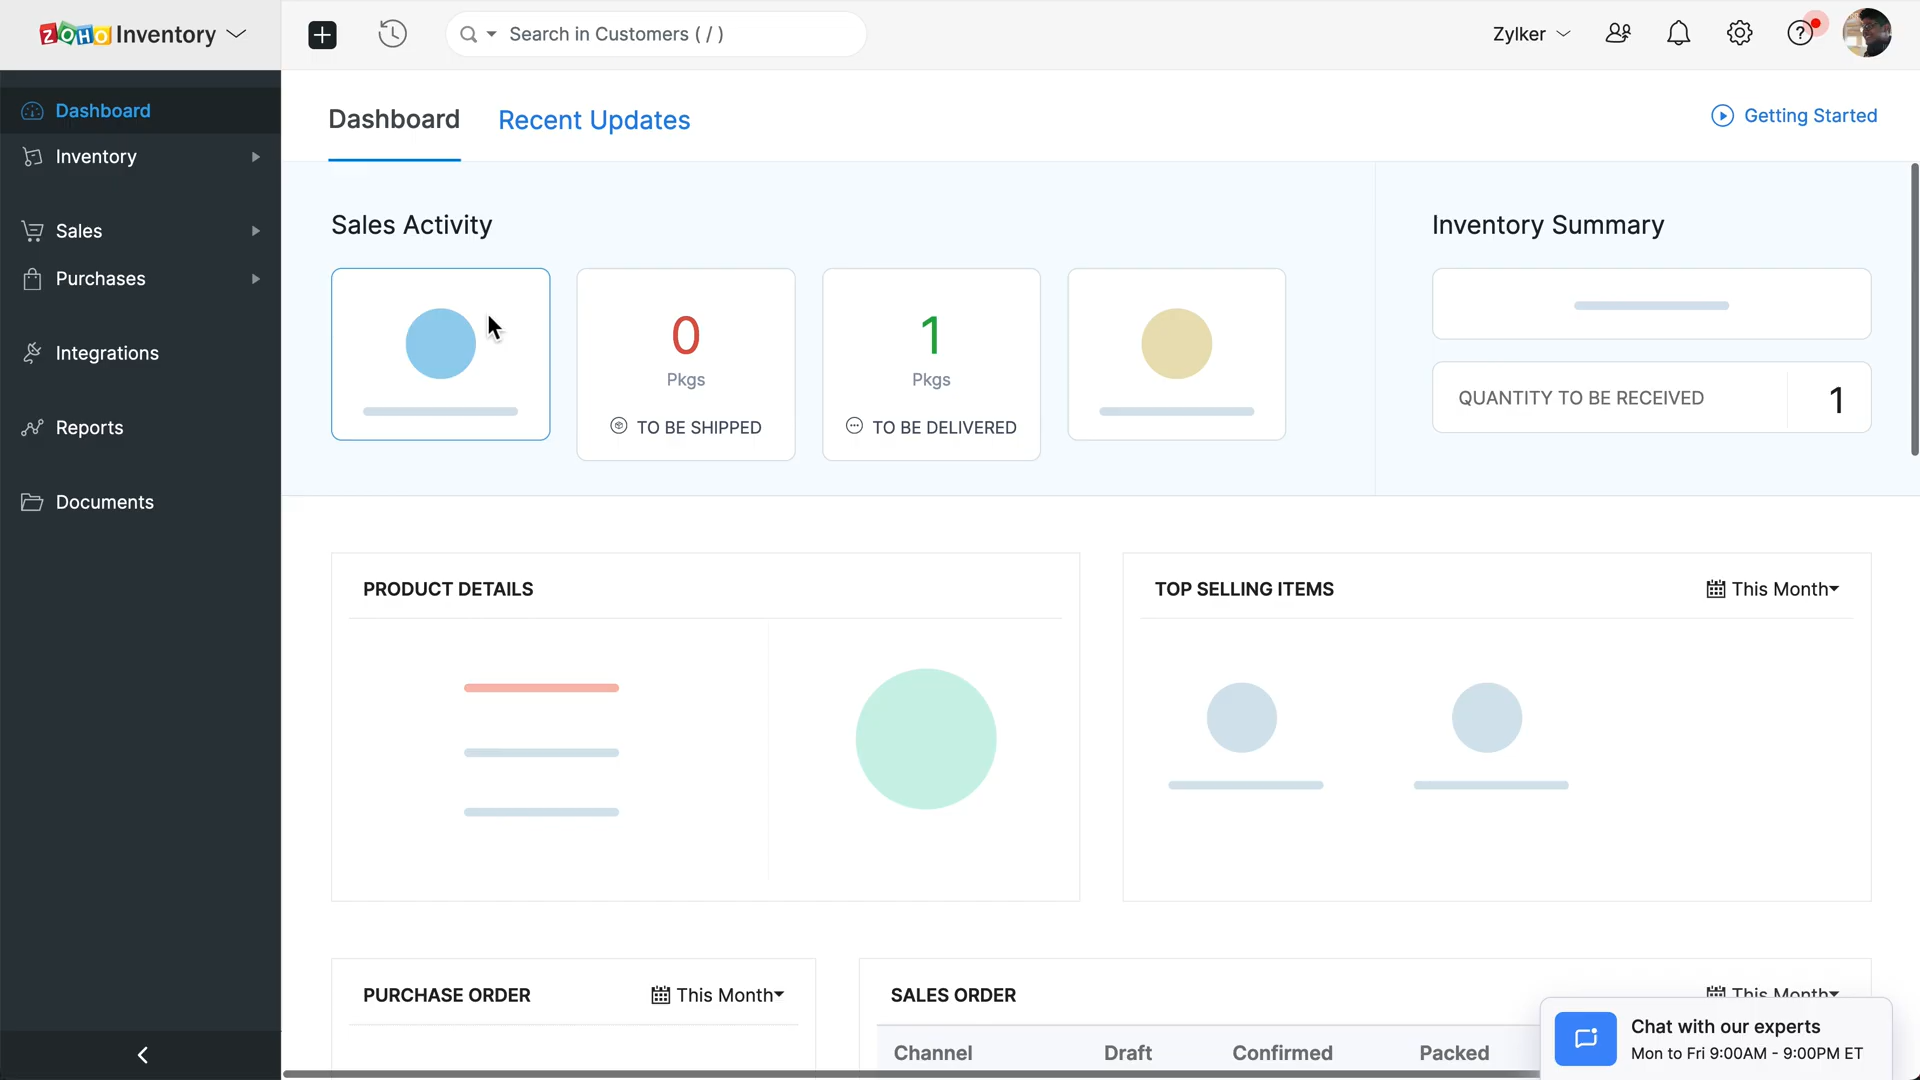 ZOHO Inventory
Search in Customers ( / )
Zylker
Dashboard
Inventory
Sales
Purchases
Integrations
Reports
Documents
Dashboard
Recent Updates
Getting Started
Sales Activity
0
Pkgs
TO BE SHIPPED
1
Pkgs
TO BE DELIVERED
Inventory Summary
QUANTITY TO BE RECEIVED
1
PRODUCT DETAILS
TOP SELLING ITEMS
This Month
PURCHASE ORDER
This Month
SALES ORDER
This Month
Channel
Draft
Confirmed
Packed
Chat with our experts
Mon to Fri 9:00AM - 9:00PM ET